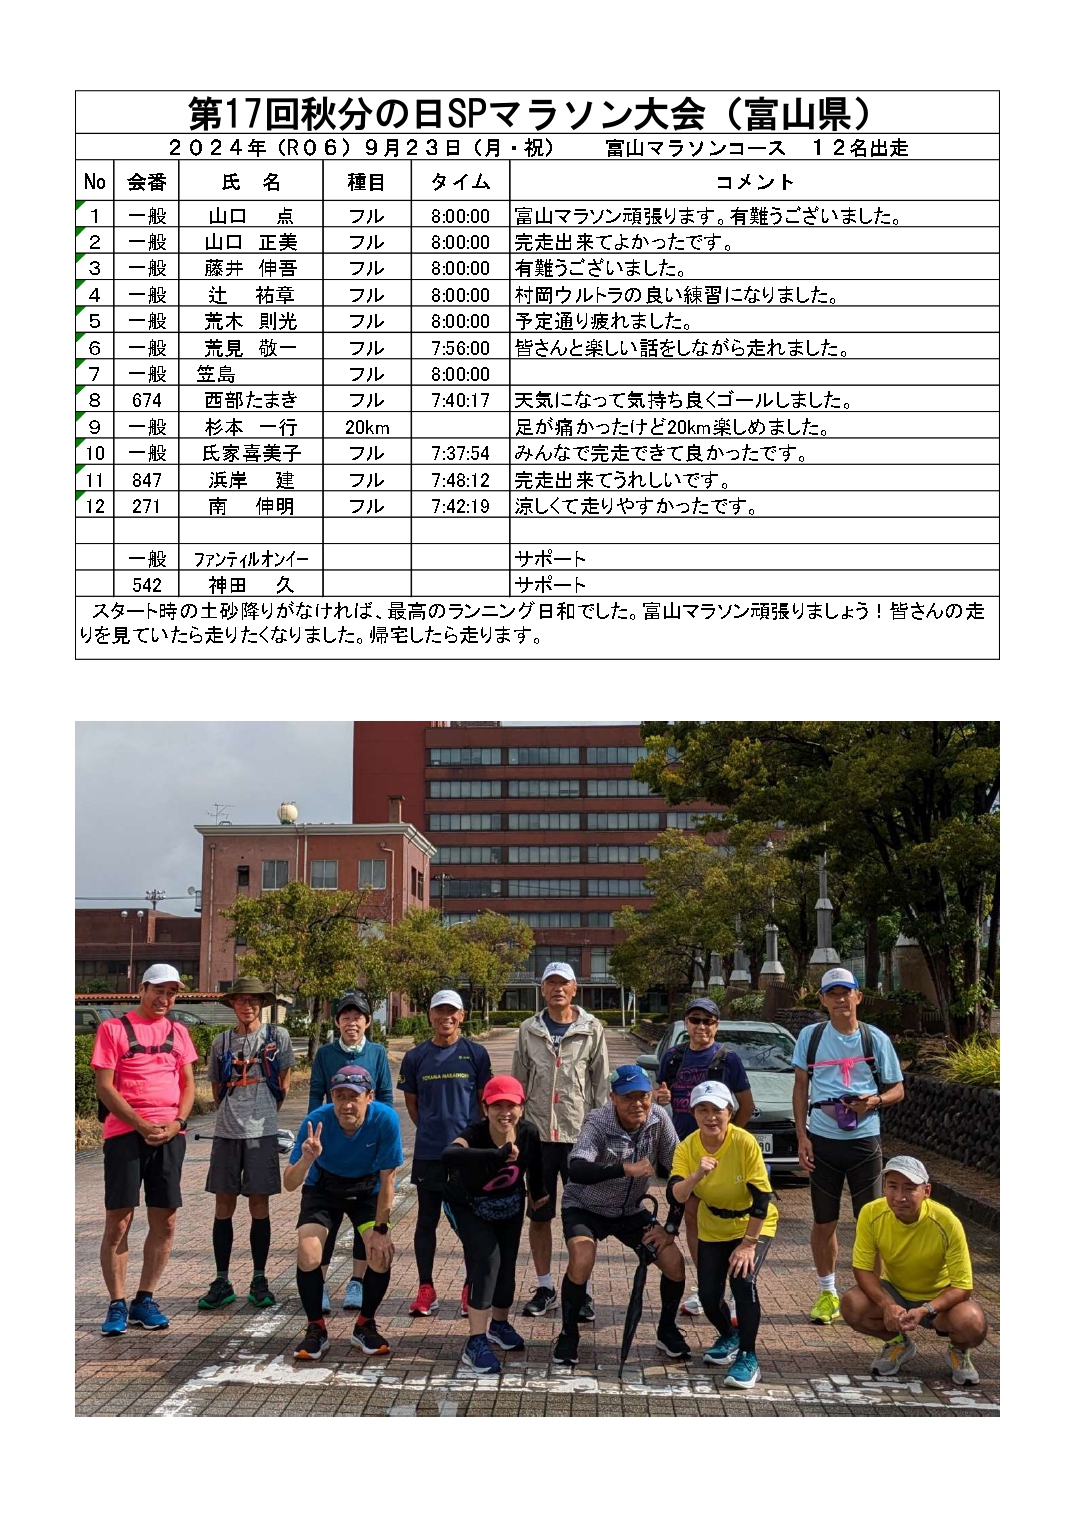 第17回秋分の日SPマラソン大会（富山県）
２０２４年（R０６）９月２３日（月・祝）　　富山マラソンコース　１２名出走
No 会番 氏　名 種目 タイム コメント
1 一般 山口　点 フル 8:00:00 富山マラソン頑張ります。有難うございました。
2 一般 山口　正美 フル 8:00:00 完走出来てよかったです。
3 一般 藤井　伸吾 フル 8:00:00 有難うございました。
4 一般 辻　祐章 フル 8:00:00 村岡ウルトラの良い練習になりました。
5 一般 荒木　則光 フル 8:00:00 予定通り疲れました。
6 一般 荒見　敬一 フル 7:56:00 皆さんと楽しい話をしながら走れました。
7 一般 笠島 フル 8:00:00
8 674 西部たまき フル 7:40:17 天気になって気持ち良くゴールしました。
9 一般 杉本　一行 20km 足が痛かったけど20km楽しめました。
10 一般 氏家喜美子 フル 7:37:54 みんなで完走できて良かったです。
11 847 浜岸　建 フル 7:48:12 完走出来てうれしいです。
12 271 南　伸明 フル 7:42:19 涼しくて走りやすかったです。
一般 ファンティルオンイー サポート
542 神田　久 サポート
スタート時の土砂降りがなければ、最高のランニング日和でした。富山マラソン頑張りましょう！皆さんの走
りを見ていたら走りたくなりました。帰宅したら走ります。